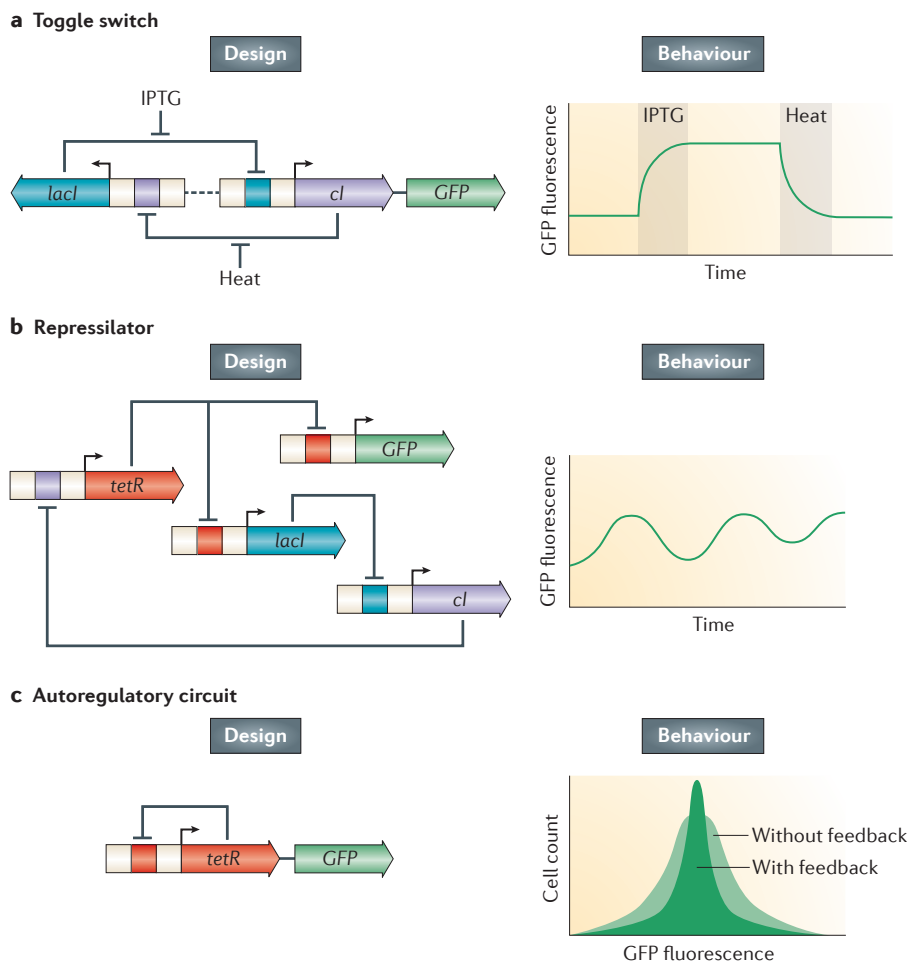 a Toggle switch
Design
Behaviour
IPTG
lacI
cI
GFP
Heat
GFP fluorescence
IPTG
Heat
Time
b Repressilator
Design
Behaviour
GFP
tetR
lacI
cI
GFP fluorescence
Time
c Autoregulatory circuit
Design
Behaviour
tetR
GFP
Cell count
Without feedback
With feedback
GFP fluorescence